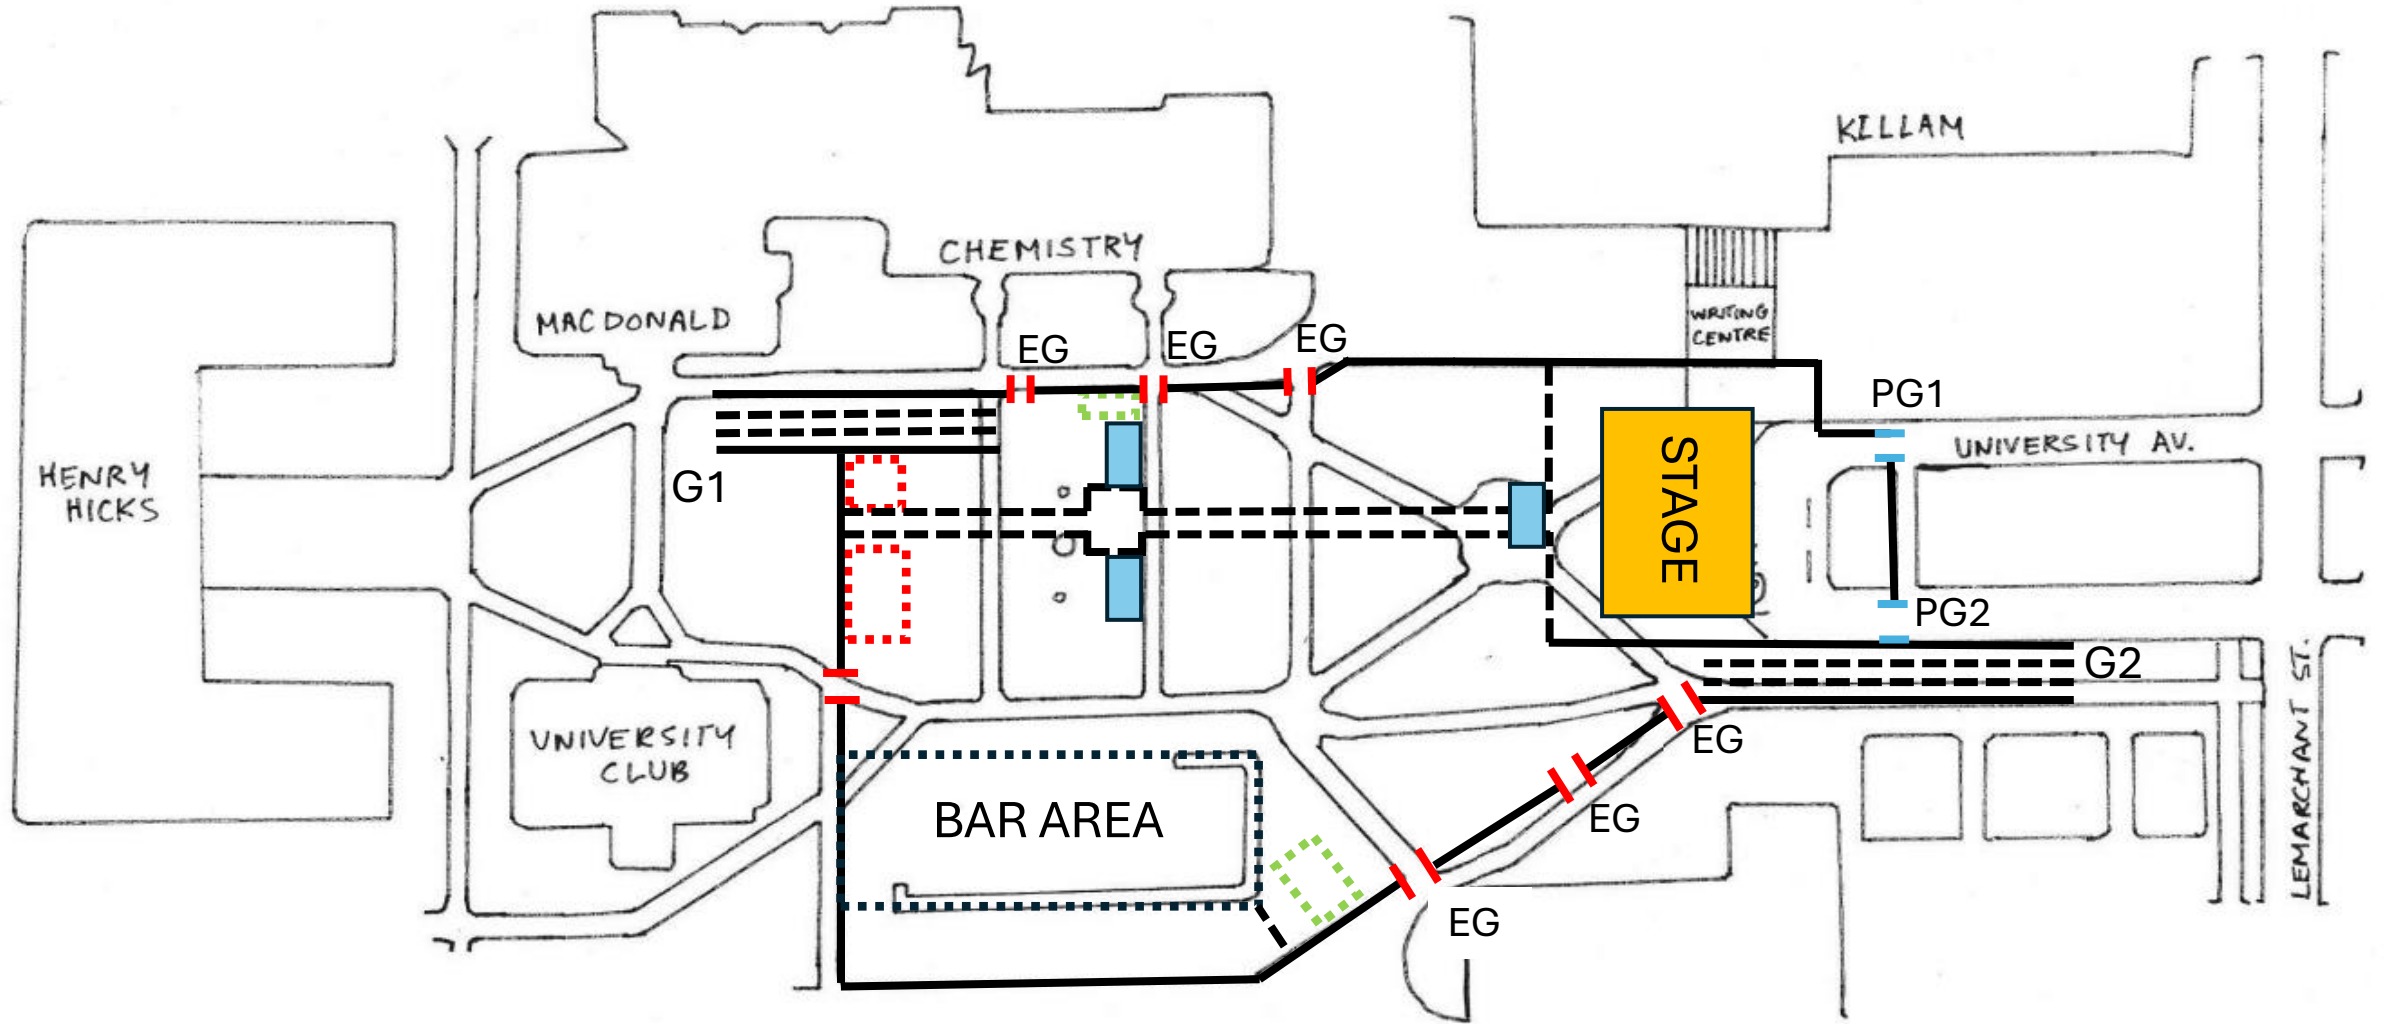 KILLAM
CHEMISTRY
MACDONALD
WRITING
CENTRE
EG
EG
EG
PG1
UNIVERSITY AV.
HENRY
HICKS
G1
STAGE
PG2
G2
UNIVERSITY
CLUB
BAR AREA
EG
EG
EG
LEMARCHANT ST.